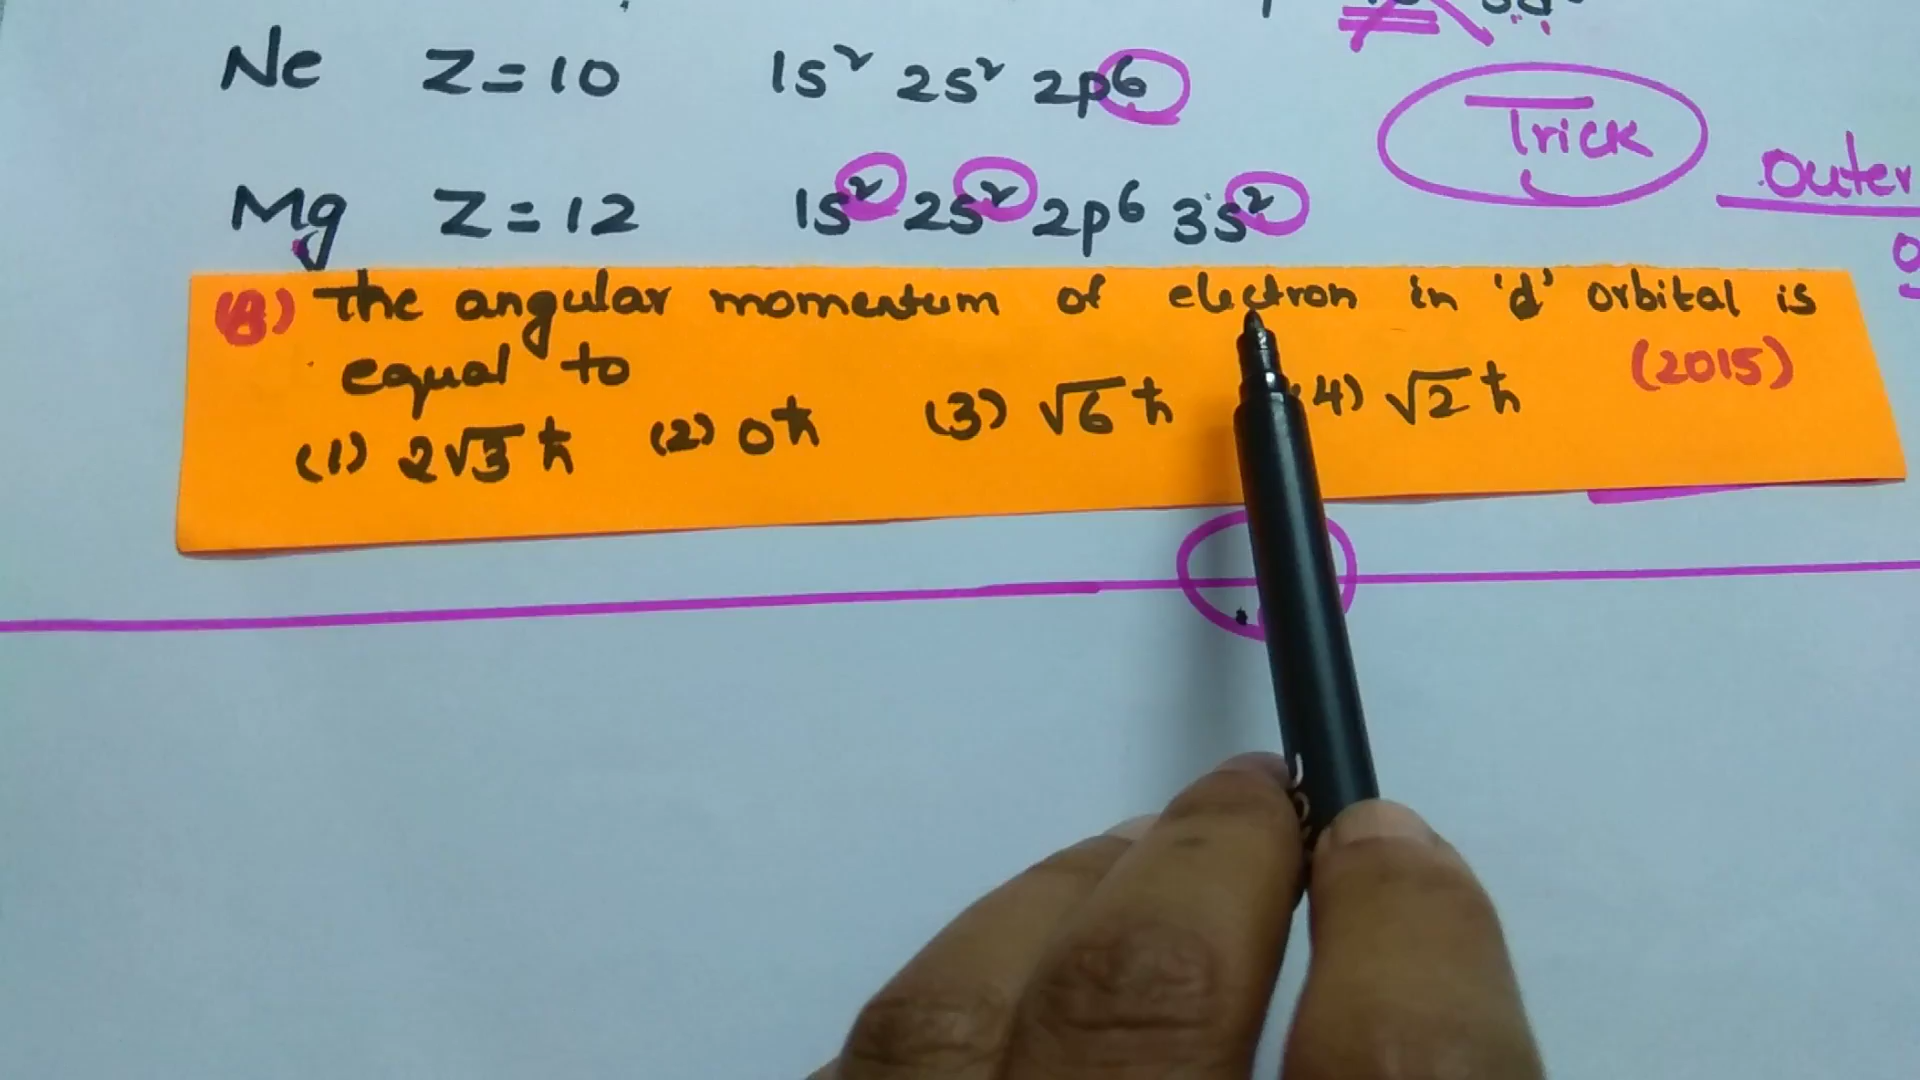 Ne Z=10 1s² 2s² 2p⁶
Trick
Mg Z=12 1s² 2s² 2p⁶ 3s²
outer
(8) The angular momentum of electron in 'd' orbital is
equal to (2015)
(1) 2√3 ħ (2) 0ħ (3) √6 ħ (4) √2 ħ